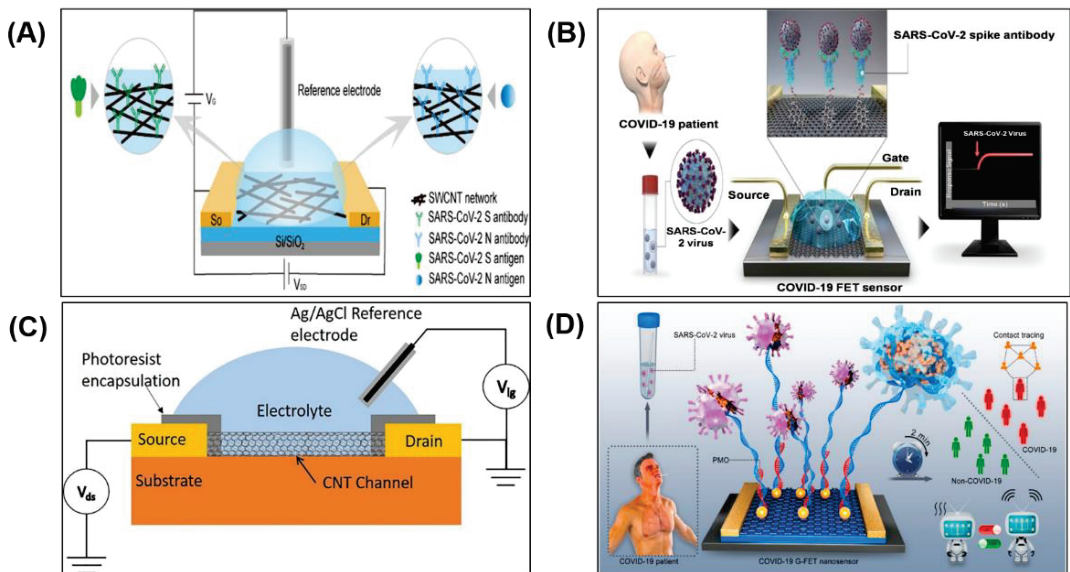 (A)
Reference electrode
V_G
So
Dr
Si/SiO₂
V_SD
SWCNT network
SARS-CoV-2 S antibody
SARS-CoV-2 N antibody
SARS-CoV-2 S antigen
SARS-CoV-2 N antigen
(B)
SARS-CoV-2 spike antibody
COVID-19 patient
Source
Gate
Drain
SARS-CoV-
2 virus
COVID-19 FET sensor
SARS-CoV-2 Virus
Time (s)
(C)
Ag/AgCl Reference
electrode
Photoresist
encapsulation
Electrolyte
V_lg
Source
Drain
V_ds
CNT Channel
Substrate
(D)
SARS-CoV-2 virus
Contact tracing
COVID-19
2 min
PMO
Non-COVID-19
COVID-19 patient
COVID-19 G-FET nanosensor